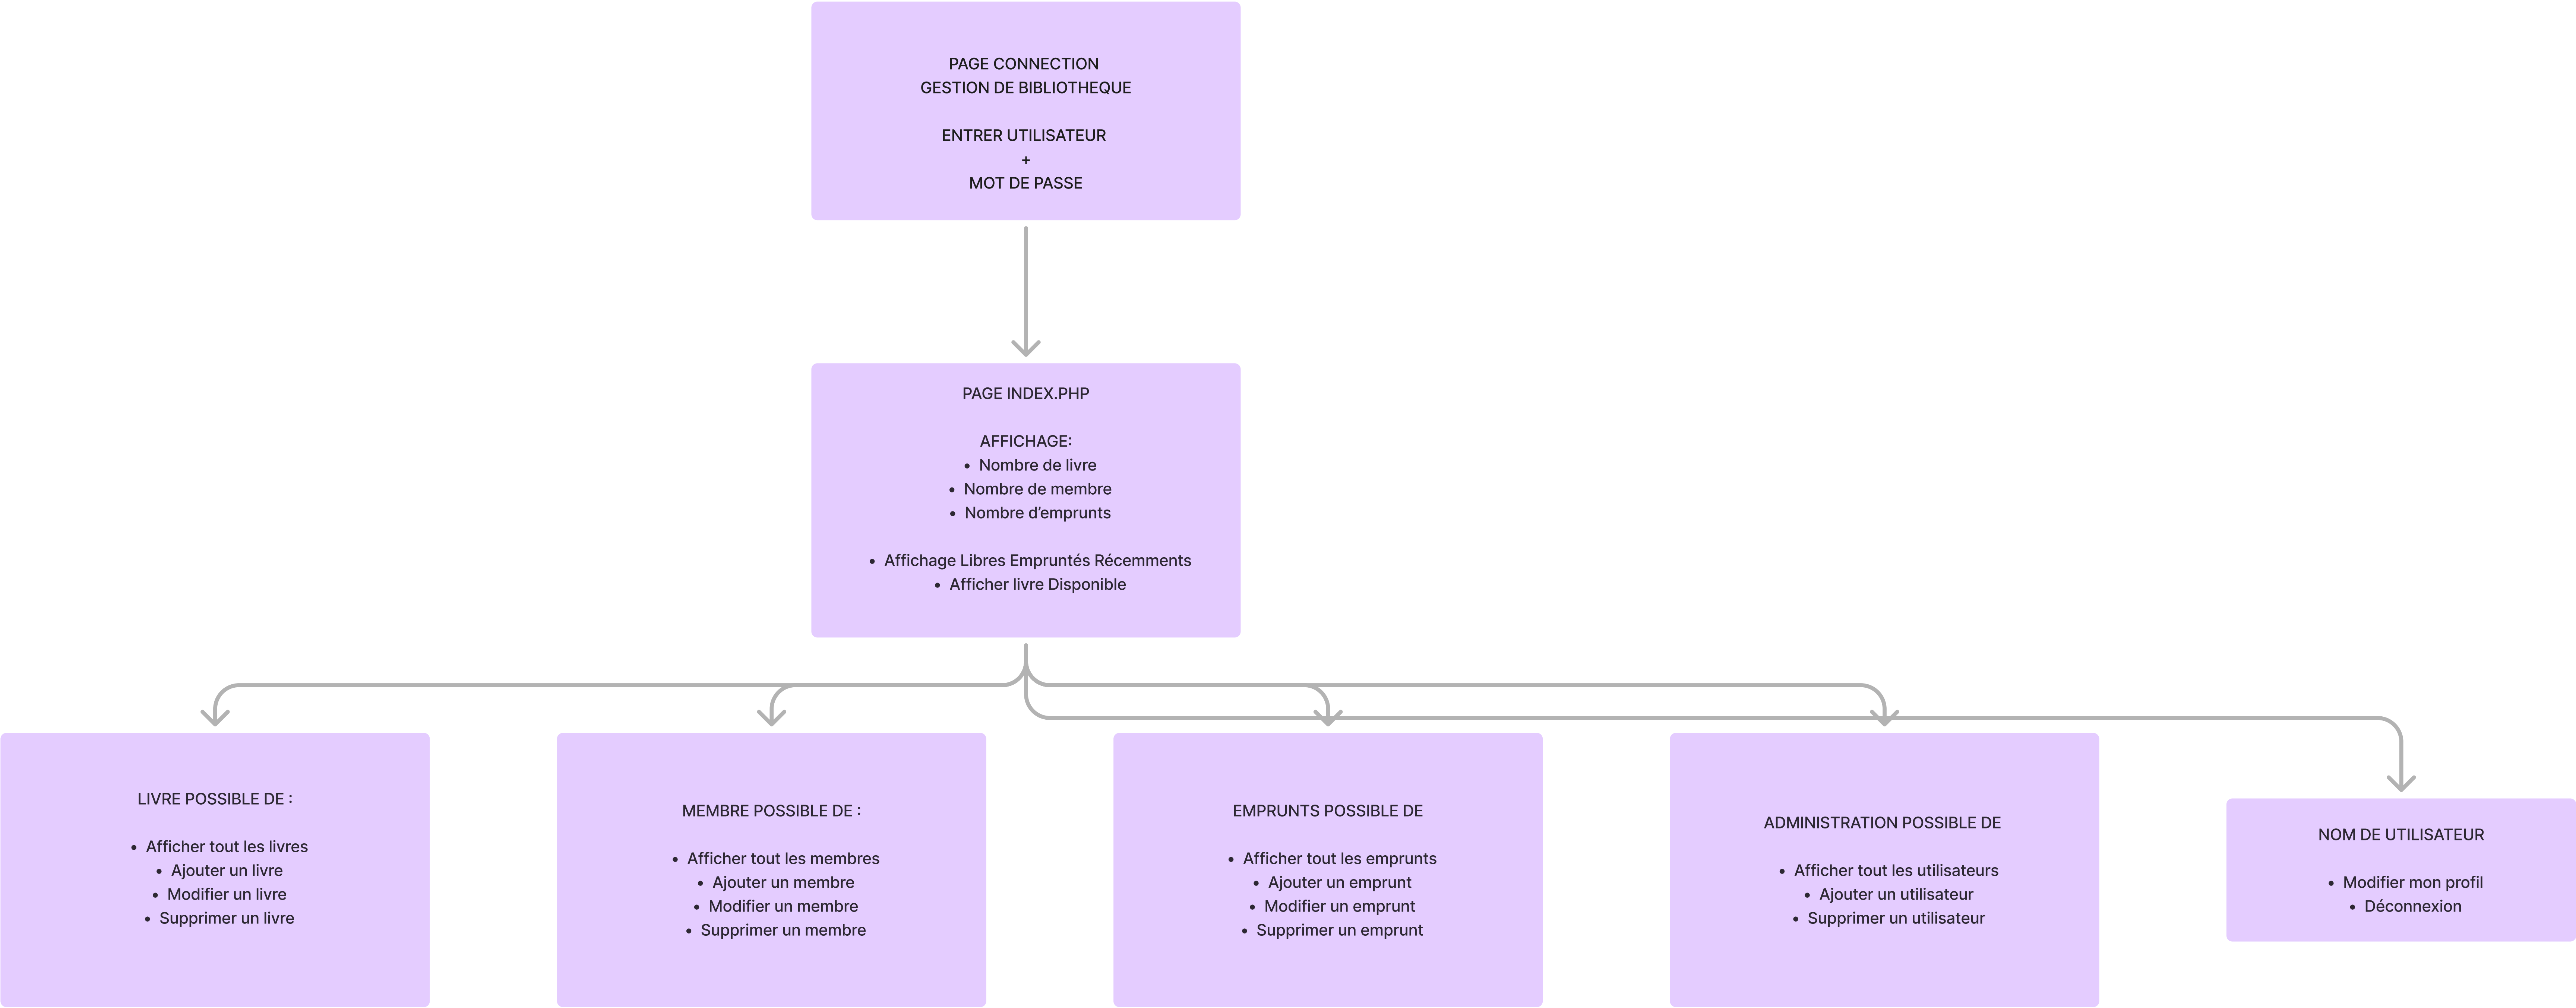 PAGE CONNECTION
GESTION DE BIBLIOTHEQUE
ENTRER UTILISATEUR
+
MOT DE PASSE
PAGE INDEX.PHP
AFFICHAGE:
• Nombre de livre
• Nombre de membre
• Nombre d’emprunts
• Affichage Libres Empruntés Récemments
• Afficher livre Disponible
LIVRE POSSIBLE DE :
• Afficher tout les livres
• Ajouter un livre
• Modifier un livre
• Supprimer un livre
MEMBRE POSSIBLE DE :
• Afficher tout les membres
• Ajouter un membre
• Modifier un membre
• Supprimer un membre
EMPRUNTS POSSIBLE DE
• Afficher tout les emprunts
• Ajouter un emprunt
• Modifier un emprunt
• Supprimer un emprunt
ADMINISTRATION POSSIBLE DE
• Afficher tout les utilisateurs
• Ajouter un utilisateur
• Supprimer un utilisateur
NOM DE UTILISATEUR
• Modifier mon profil
• Déconnexion